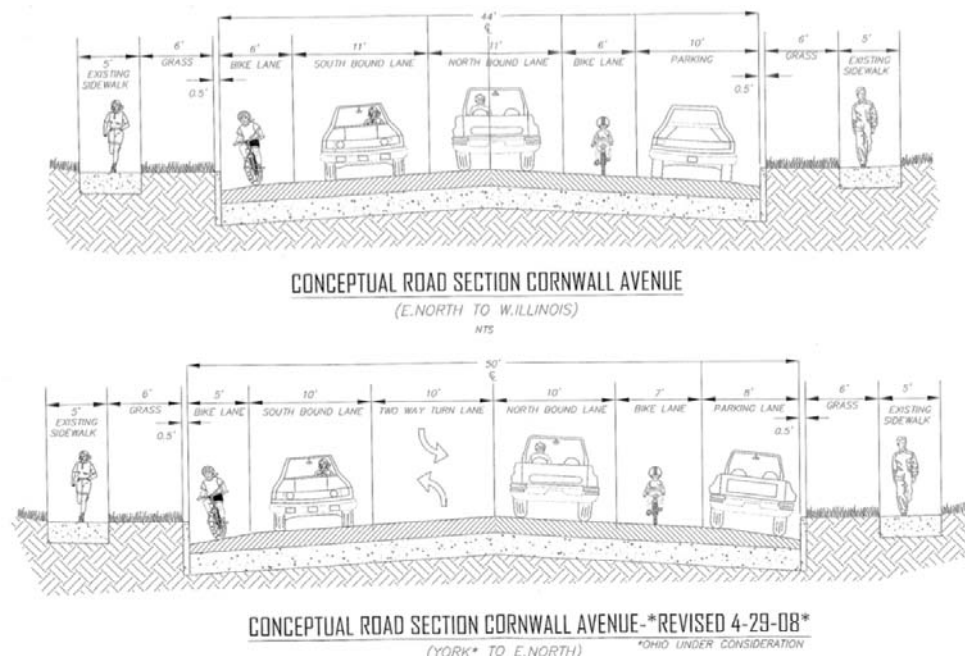 44'
℄
6' 6' 11' 11' 6' 10' 6' 5'
5' GRASS BIKE LANE SOUTH BOUND LANE NORTH BOUND LANE BIKE LANE PARKING GRASS EXISTING
EXISTING SIDEWALK
SIDEWALK
0.5' 0.5'
CONCEPTUAL ROAD SECTION CORNWALL AVENUE
(E.NORTH TO W.ILLINOIS)
NTS
50'
℄
6' 5' 10' 10' 10' 7' 8' 6' 5'
5' GRASS BIKE LANE SOUTH BOUND LANE TWO WAY TURN LANE NORTH BOUND LANE BIKE LANE PARKING LANE GRASS EXISTING
EXISTING SIDEWALK
SIDEWALK
0.5' 0.5'
CONCEPTUAL ROAD SECTION CORNWALL AVENUE-*REVISED 4-29-08*
(YORK* TO E.NORTH) *OHIO UNDER CONSIDERATION